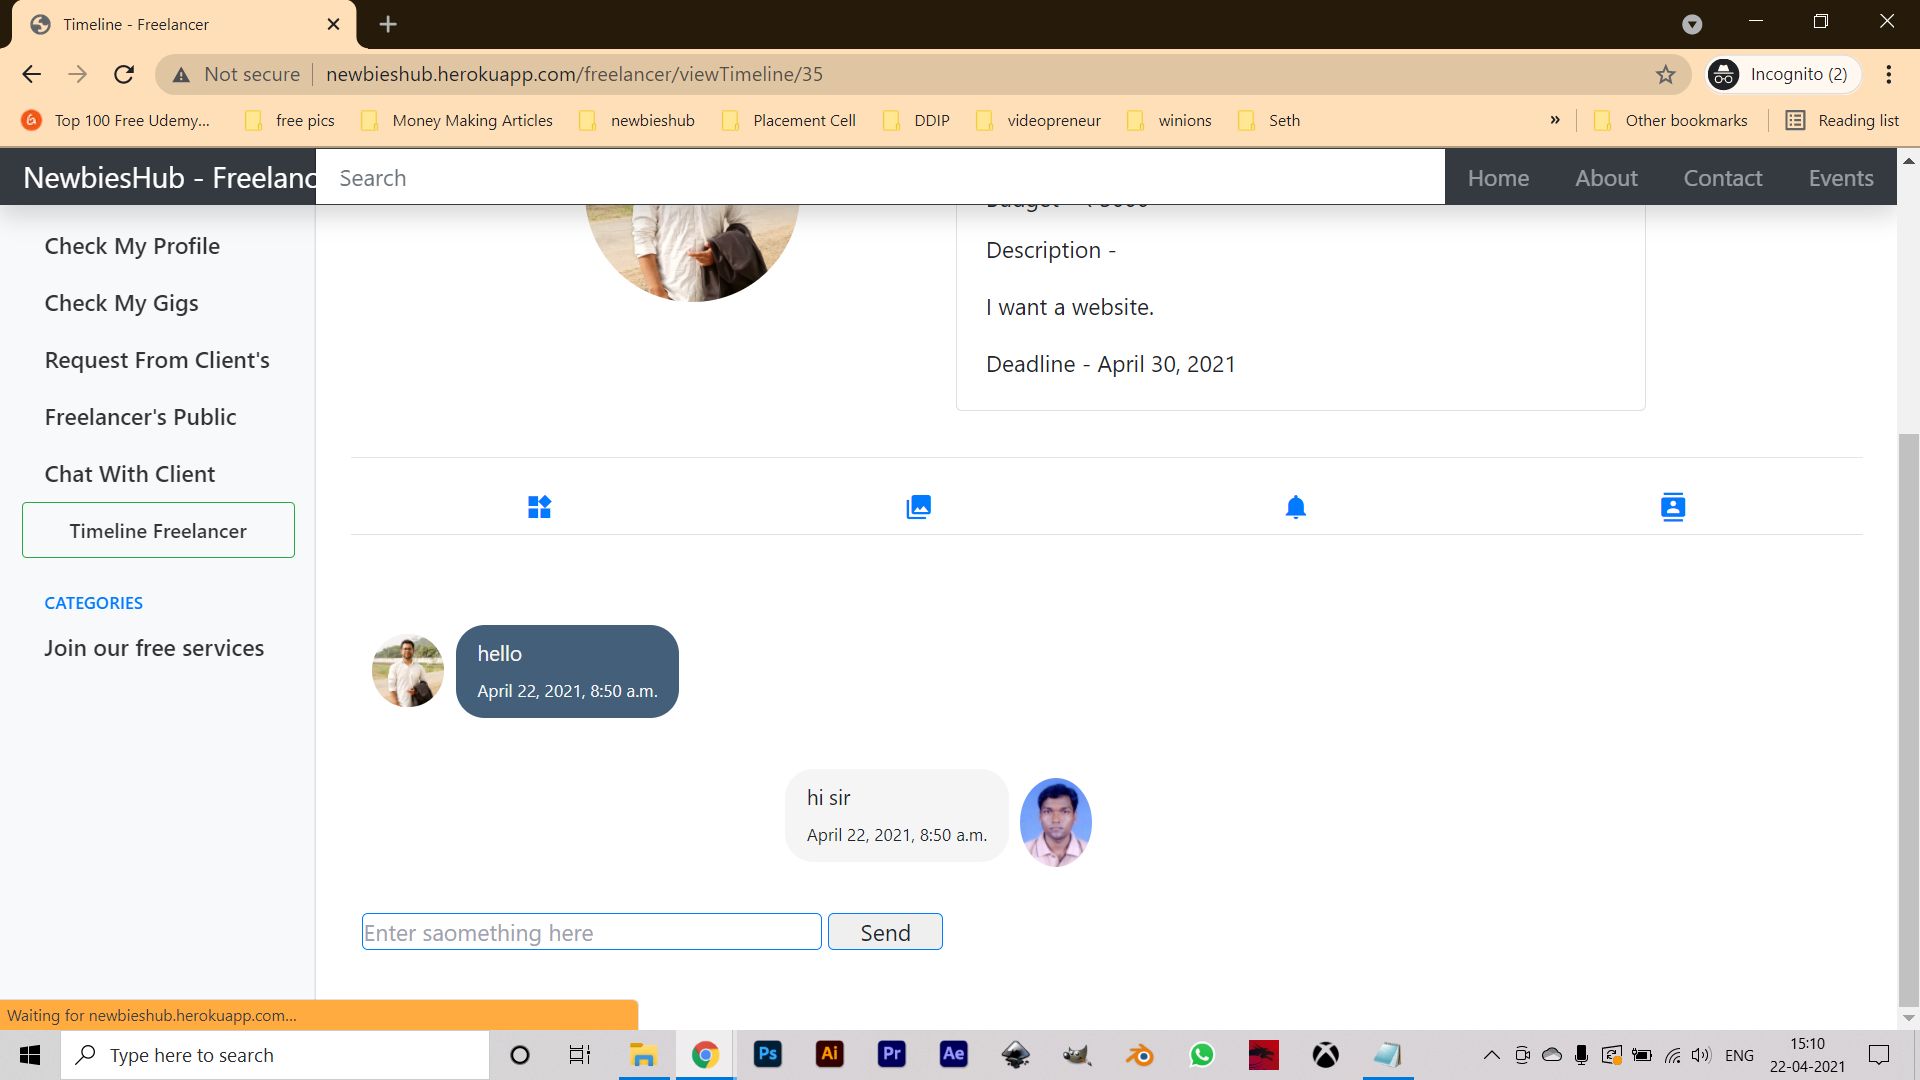 Timeline - Freelancer
Not secure
newbieshub.herokuapp.com/freelancer/viewTimeline/35
Incognito (2)
Top 100 Free Udemy...
free pics
Money Making Articles
newbieshub
Placement Cell
DDIP
videopreneur
winions
Seth
»
Other bookmarks
Reading list
NewbiesHub - Freelanc
Search
Home
About
Contact
Events
Check My Profile
Check My Gigs
Request From Client's
Freelancer's Public
Chat With Client
Timeline Freelancer
CATEGORIES
Join our free services
Budget - ₹ 5000
Description -
I want a website.
Deadline - April 30, 2021
hello
April 22, 2021, 8:50 a.m.
hi sir
April 22, 2021, 8:50 a.m.
Enter saomething here
Send
Waiting for newbieshub.herokuapp.com...
Type here to search
Ps
Ai
Pr
Ae
ENG
15:10
22-04-2021